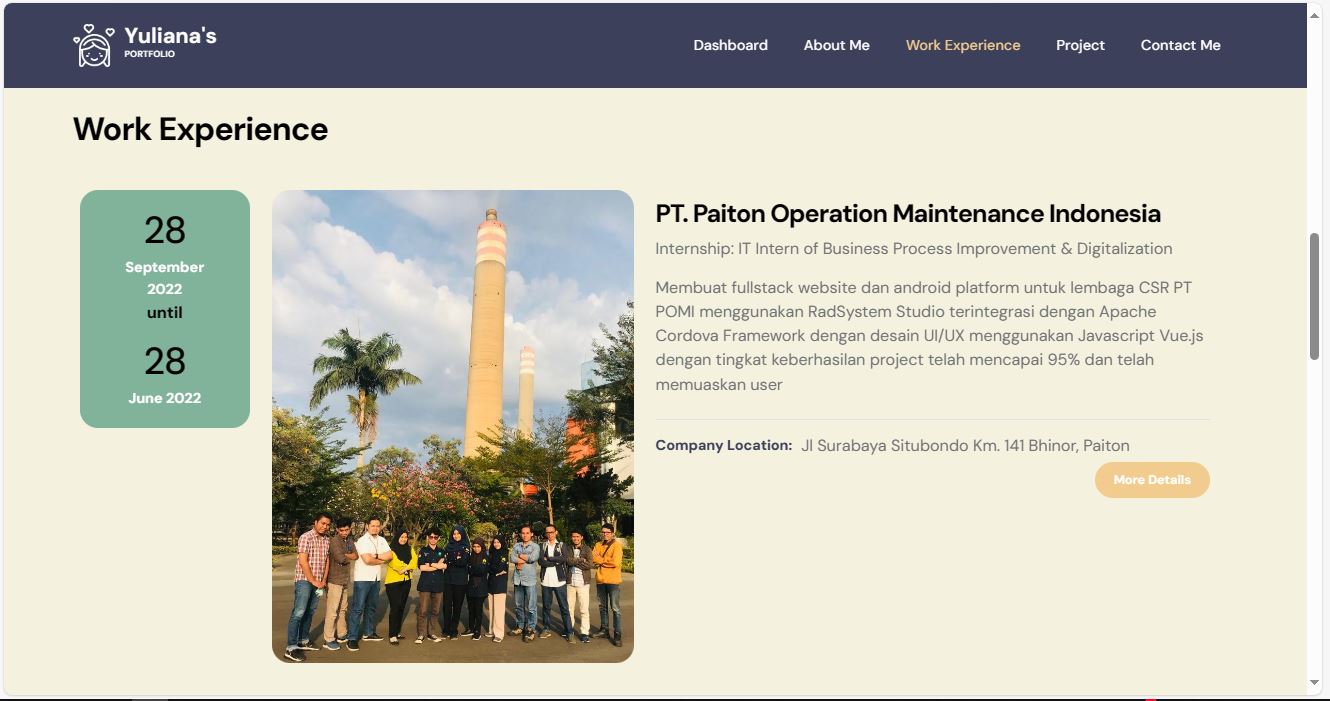 Yuliana's
PORTFOLIO
Dashboard
About Me
Work Experience
Project
Contact Me
Work Experience
28
September
2022
until
28
June 2022
PT. Paiton Operation Maintenance Indonesia
Internship: IT Intern of Business Process Improvement & Digitalization
Membuat fullstack website dan android platform untuk lembaga CSR PT
POMI menggunakan RadSystem Studio terintegrasi dengan Apache
Cordova Framework dengan desain UI/UX menggunakan Javascript Vue.js
dengan tingkat keberhasilan project telah mencapai 95% dan telah
memuaskan user
Company Location: Jl Surabaya Situbondo Km. 141 Bhinor, Paiton
More Details